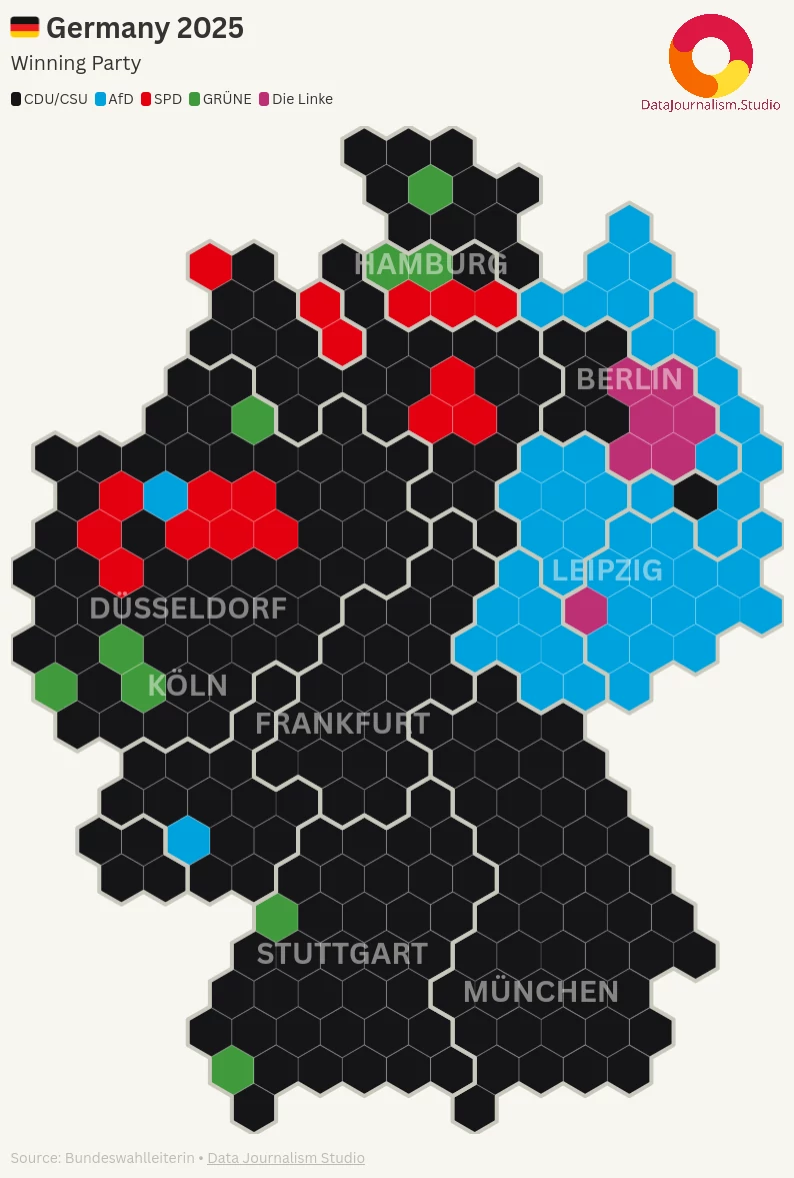 Germany 2025
Winning Party
CDU/CSU AfD SPD GRÜNE Die Linke
DataJournalism.Studio
HAMBURG
BERLIN
LEIPZIG
DÜSSELDORF
KÖLN
FRANKFURT
STUTTGART
MÜNCHEN
Source: Bundeswahlleiterin • Data Journalism Studio